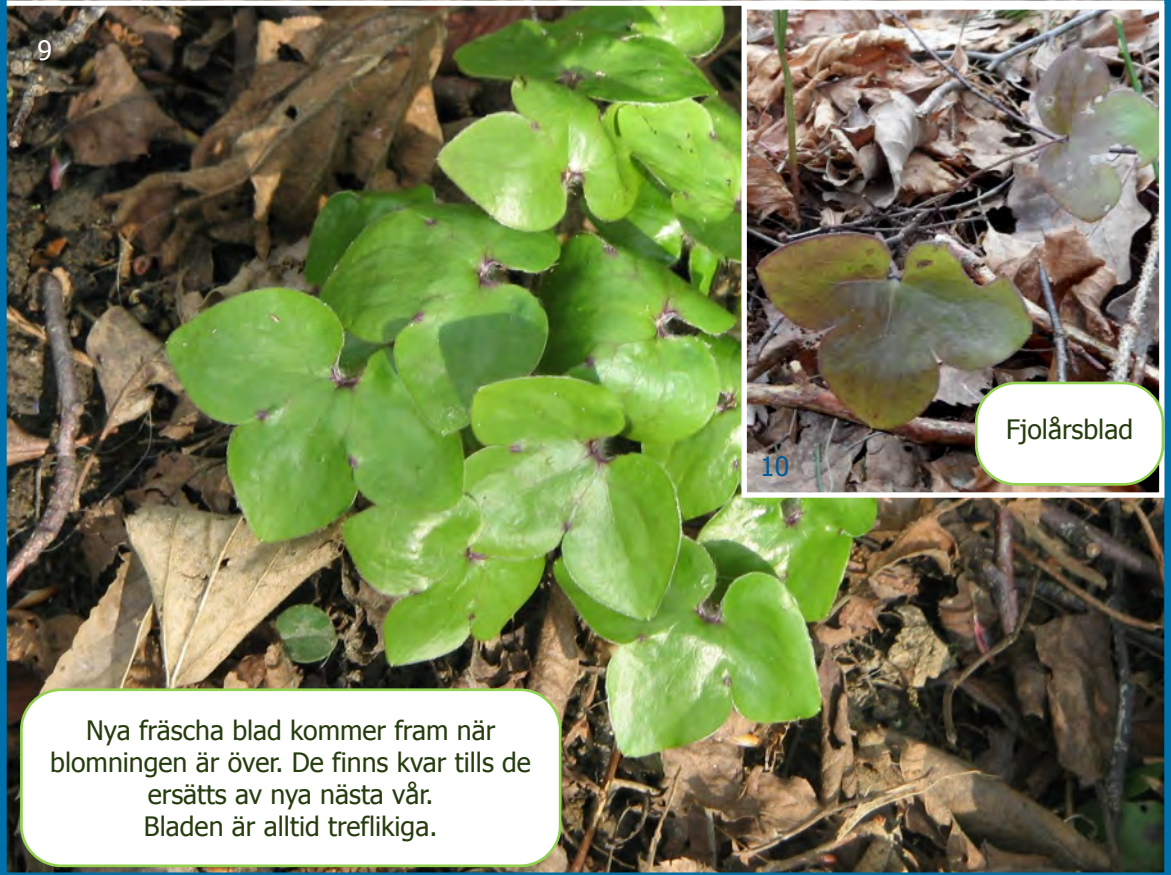 9
Fjolårsblad
10
Nya fräscha blad kommer fram när
blomningen är över. De finns kvar tills de
ersätts av nya nästa vår.
Bladen är alltid treflikiga.